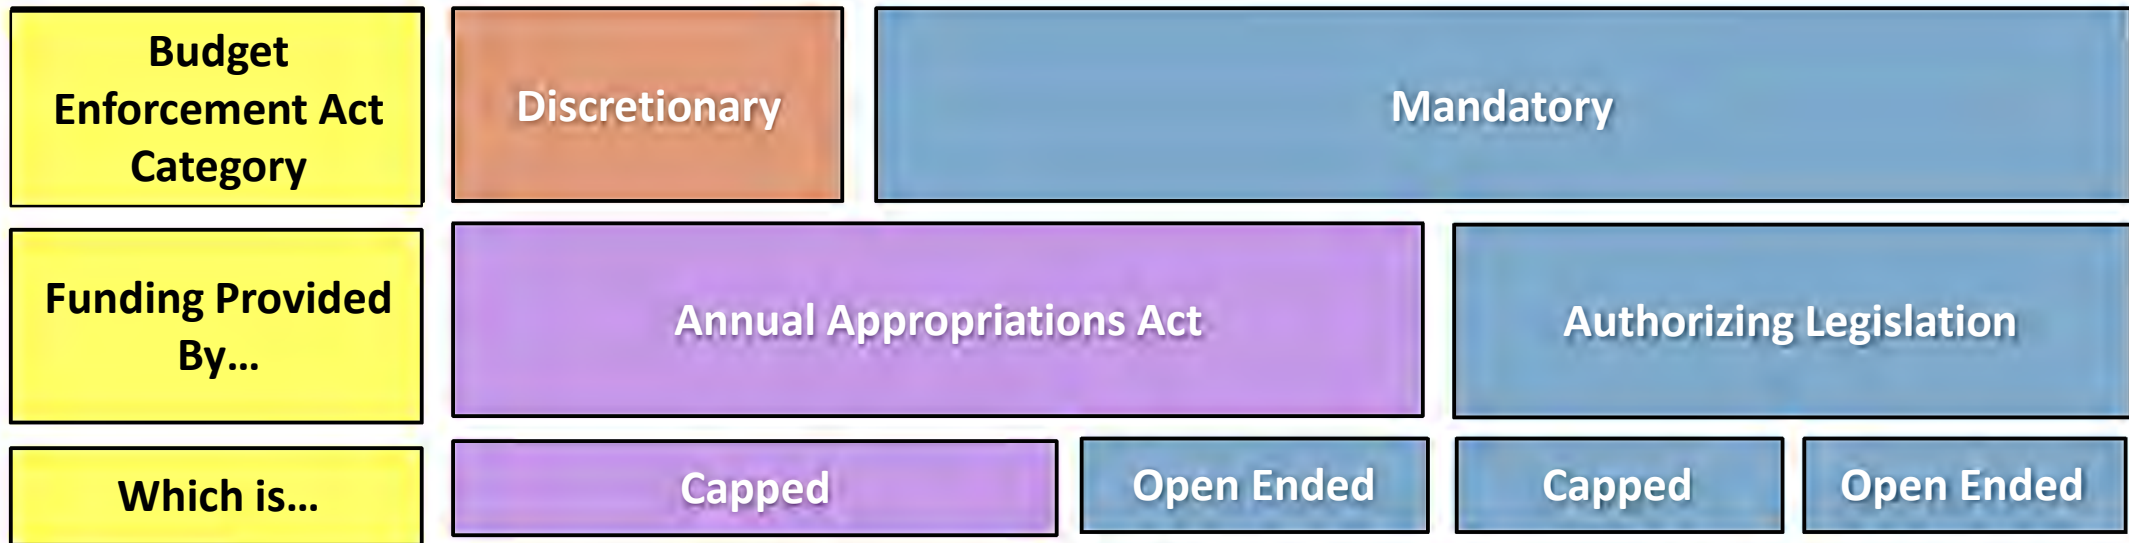 Budget
Enforcement Act
Category
Discretionary
Mandatory
Funding Provided
By…
Annual Appropriations Act
Authorizing Legislation
Which is…
Capped
Open Ended
Capped
Open Ended